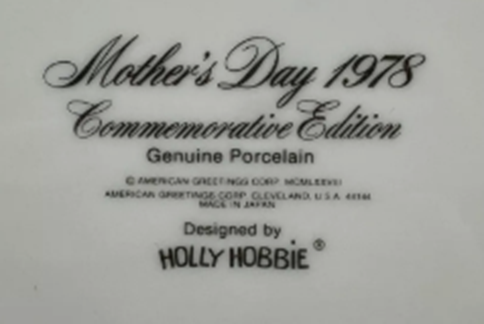 Mother's Day 1978
Commemorative Edition
Genuine Porcelain
© AMERICAN GREETINGS CORP. MCMLXXVIII
AMERICAN GREETINGS CORP. CLEVELAND, U.S.A. 44144
MADE IN JAPAN
Designed by
HOLLY HOBBiE®